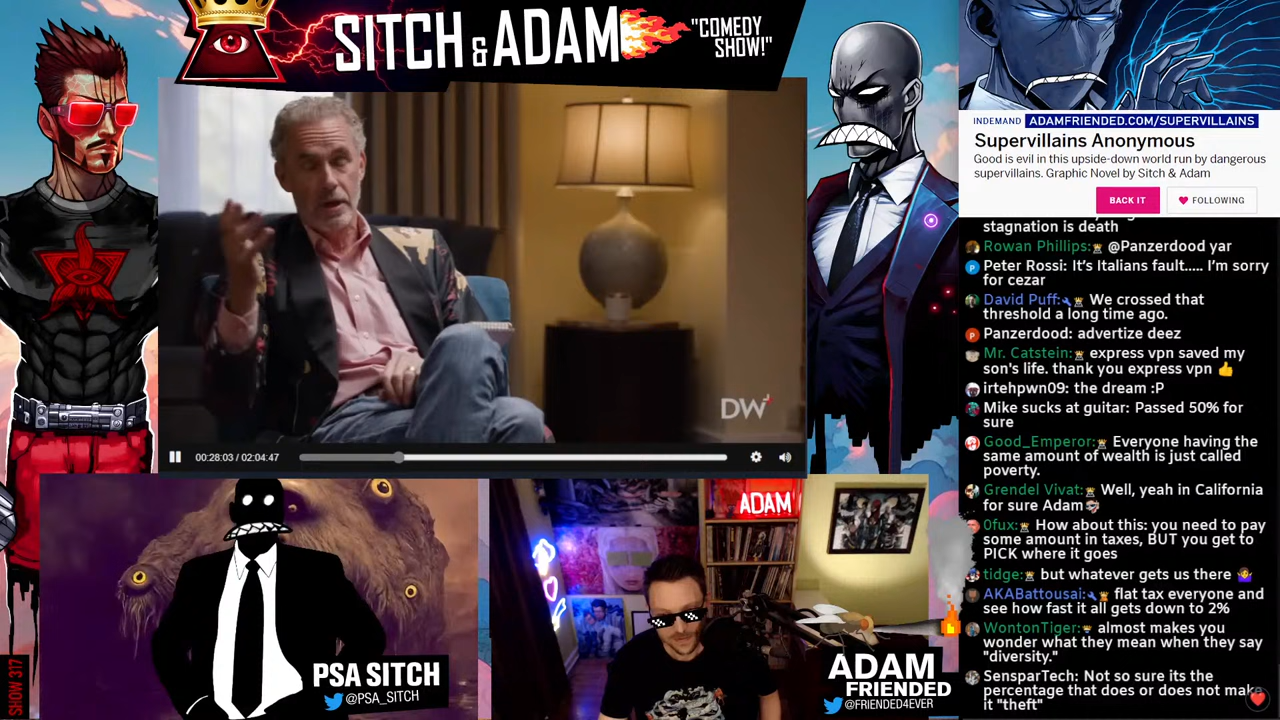 SITCH & ADAM
"COMEDY
SHOW!"
DW+
00:28:03 / 02:04:47
ADAM
PSA SITCH
@PSA_SITCH
ADAM
FRIENDED
@FRIENDED4EVER
SHOW 317
INDEMAND ADAMFRIENDED.COM/SUPERVILLAINS
Supervillains Anonymous
Good is evil in this upside-down world run by dangerous
supervillains. Graphic Novel by Sitch & Adam
BACK IT
FOLLOWING
stagnation is death
Rowan Phillips: @Panzerdood yar
Peter Rossi: It’s Italians fault..... I’m sorry
for cezar
David Puff: We crossed that
threshold a long time ago.
Panzerdood: advertize deez
Mr. Catstein: express vpn saved my
son's life. thank you express vpn 👍
irtehpwn09: the dream :P
Mike sucks at guitar: Passed 50% for
sure
Good_Emperor: Everyone having the
same amount of wealth is just called
poverty.
Grendel Vivat: Well, yeah in California
for sure Adam
0fux: How about this: you need to pay
some amount in taxes, BUT you get to
PICK where it goes
tidge: but whatever gets us there 🤷
AKABattousai: flat tax everyone and
see how fast it all gets down to 2%
WontonTiger: almost makes you
wonder what they mean when they say
"diversity."
SensparTech: Not so sure its the
percentage that does or does not make
it "theft"